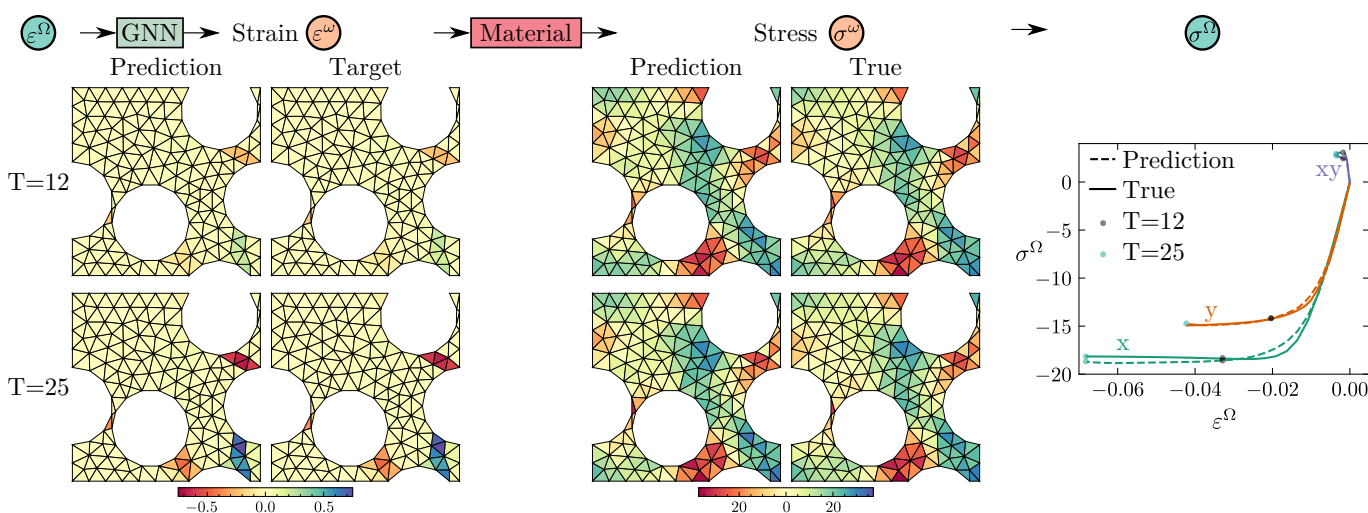 ε^Ω GNN Strain ε^ω Material Stress σ^ω σ^Ω
Prediction Target Prediction True
T=12
T=25
−0.5 0.0 0.5
20 0 20
Prediction
True
T=12
T=25
xy
y
x
0
−5
−10
−15
−20
σ^Ω
−0.06 −0.04 −0.02 0.00
ε^Ω